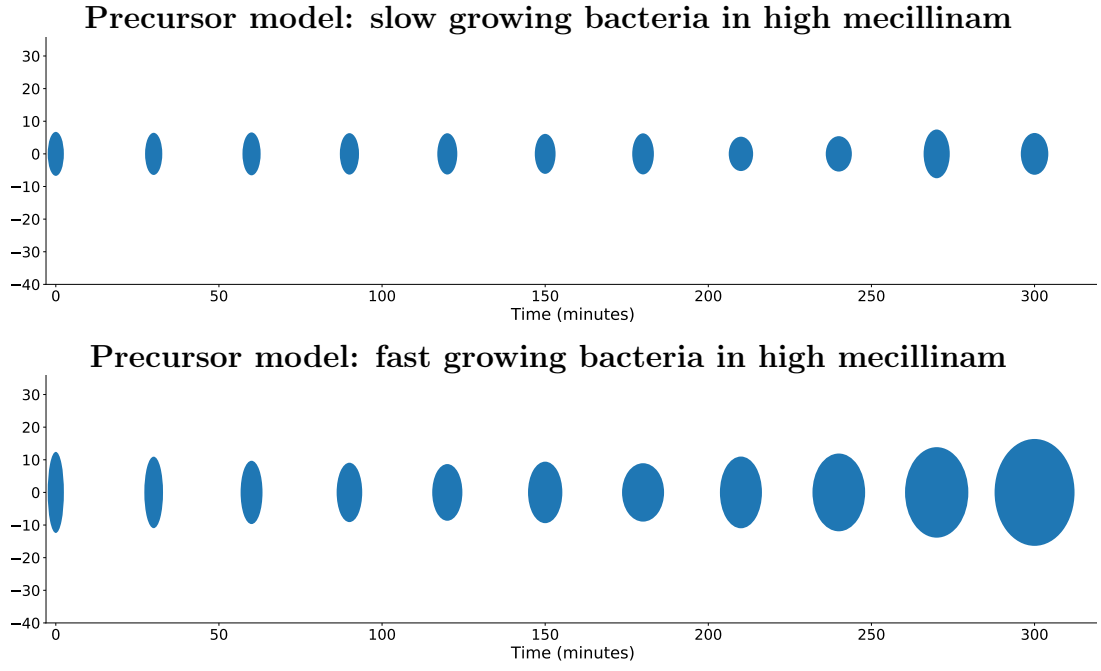 Precursor model: slow growing bacteria in high mecillinam
30
20
10
0
−10
−20
−30
−40
0 50 100 150 200 250 300
Time (minutes)
Precursor model: fast growing bacteria in high mecillinam
30
20
10
0
−10
−20
−30
−40
0 50 100 150 200 250 300
Time (minutes)